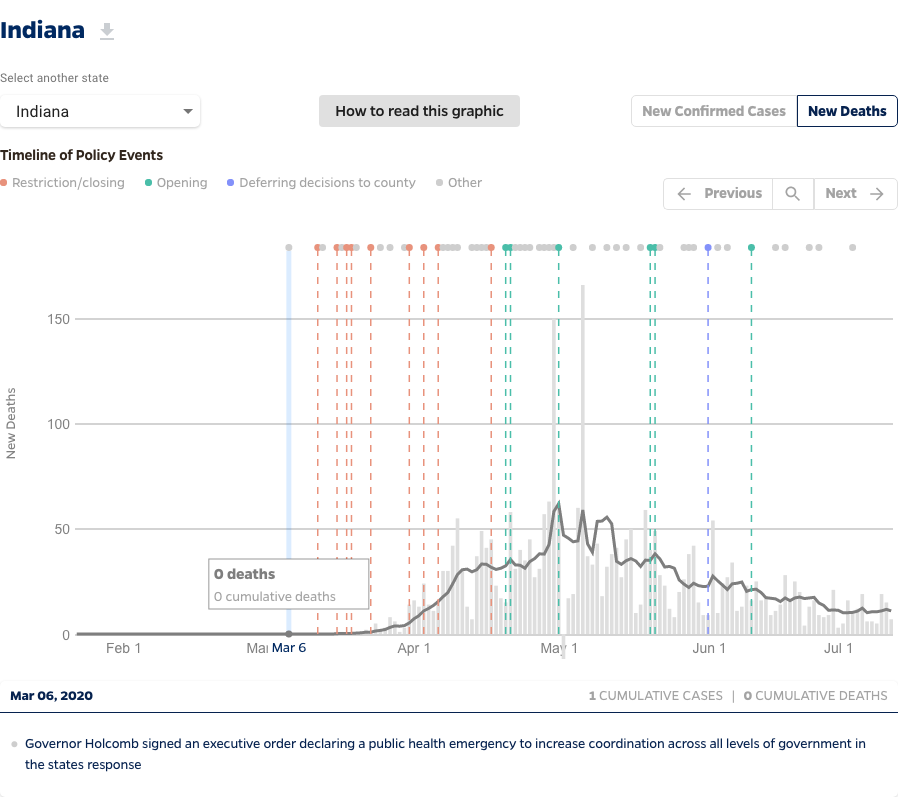 Indiana
Select another state
Indiana
How to read this graphic
New Confirmed Cases
New Deaths
Timeline of Policy Events
Restriction/closing
Opening
Deferring decisions to county
Other
Previous
Next
New Deaths
150
100
50
0
0 deaths
0 cumulative deaths
Feb 1
Mar 6
Apr 1
May 1
Jun 1
Jul 1
Mar 06, 2020
1 CUMULATIVE CASES | 0 CUMULATIVE DEATHS
Governor Holcomb signed an executive order declaring a public health emergency to increase coordination across all levels of government in
the states response